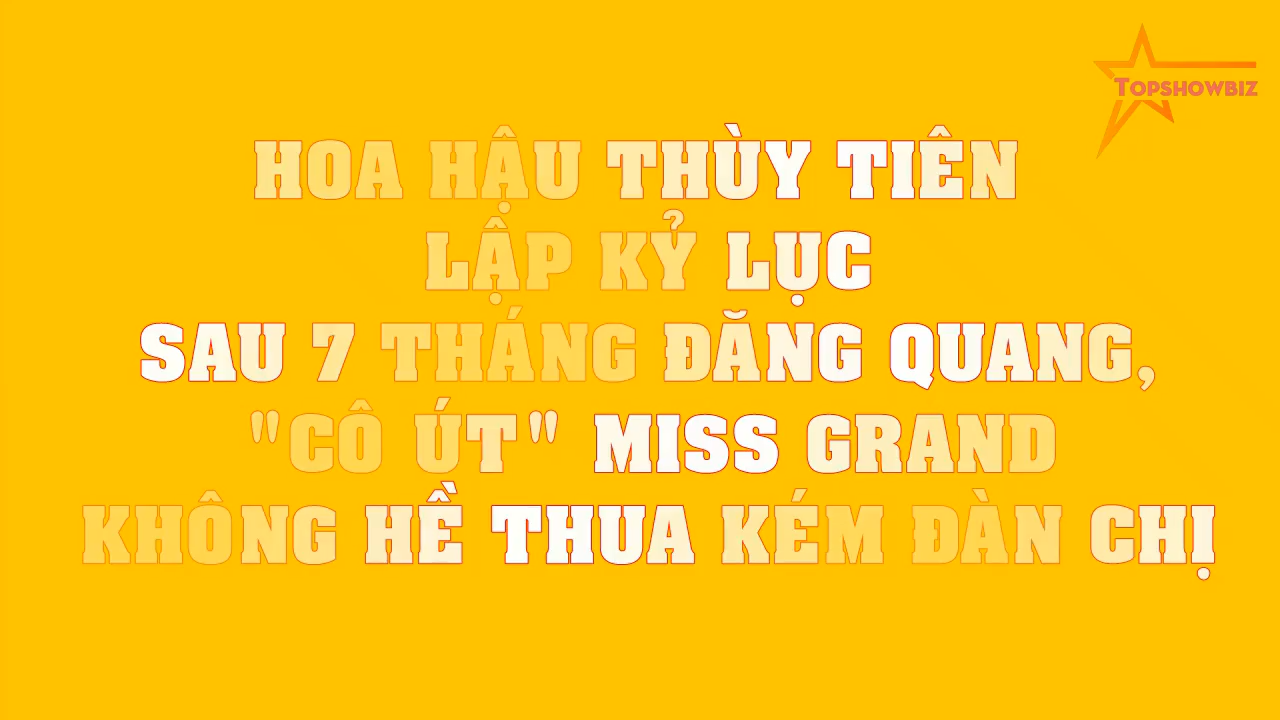 TOPSHOWBIZ
HOA HẬU THÙY TIÊN
LẬP KỶ LỤC
SAU 7 THÁNG ĐĂNG QUANG,
"CÔ ÚT" MISS GRAND
KHÔNG HỀ THUA KÉM ĐÀN CHỊ